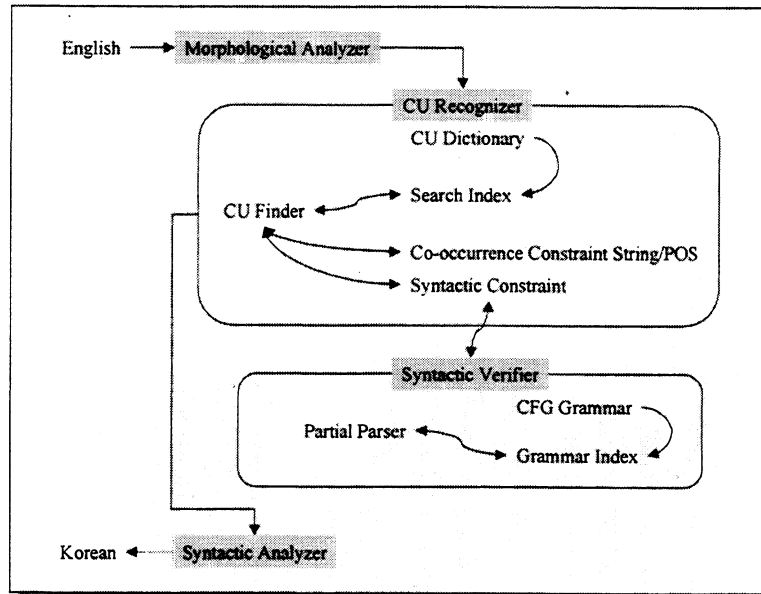 English
Morphological Analyzer
CU Recognizer
CU Dictionary
Search Index
CU Finder
Co-occurrence Constraint String/POS
Syntactic Constraint
Syntactic Verifier
CFG Grammar
Partial Parser
Grammar Index
Korean
Syntactic Analyzer